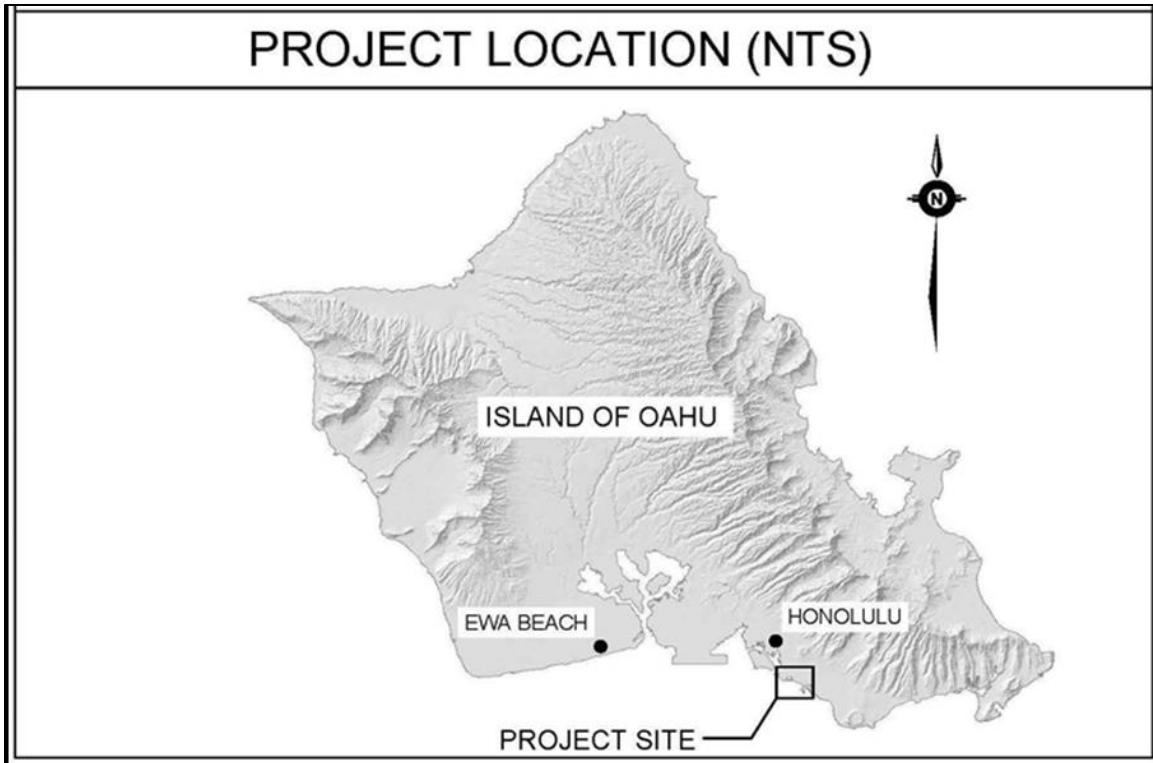 PROJECT LOCATION (NTS)
N
ISLAND OF OAHU
EWA BEACH
HONOLULU
PROJECT SITE